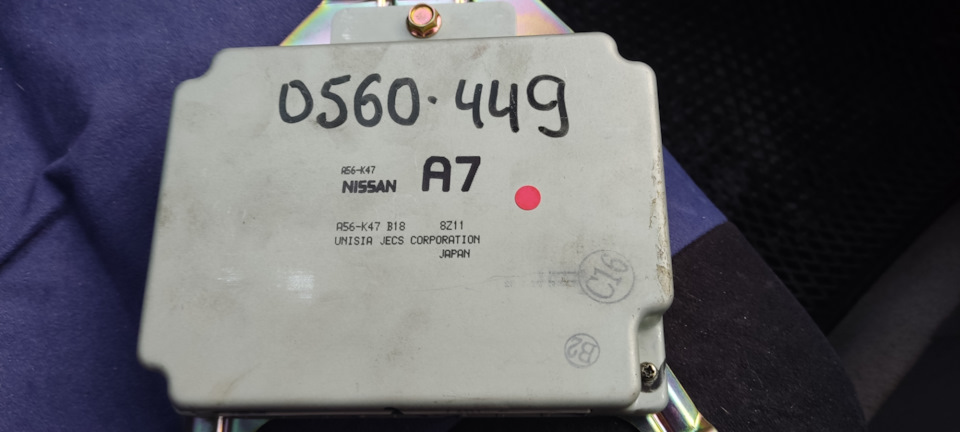 0560·449
A56-K47
NISSAN A7
A56-K47 B18 8Z11
UNISIA JECS CORPORATION
JAPAN
C16
B2